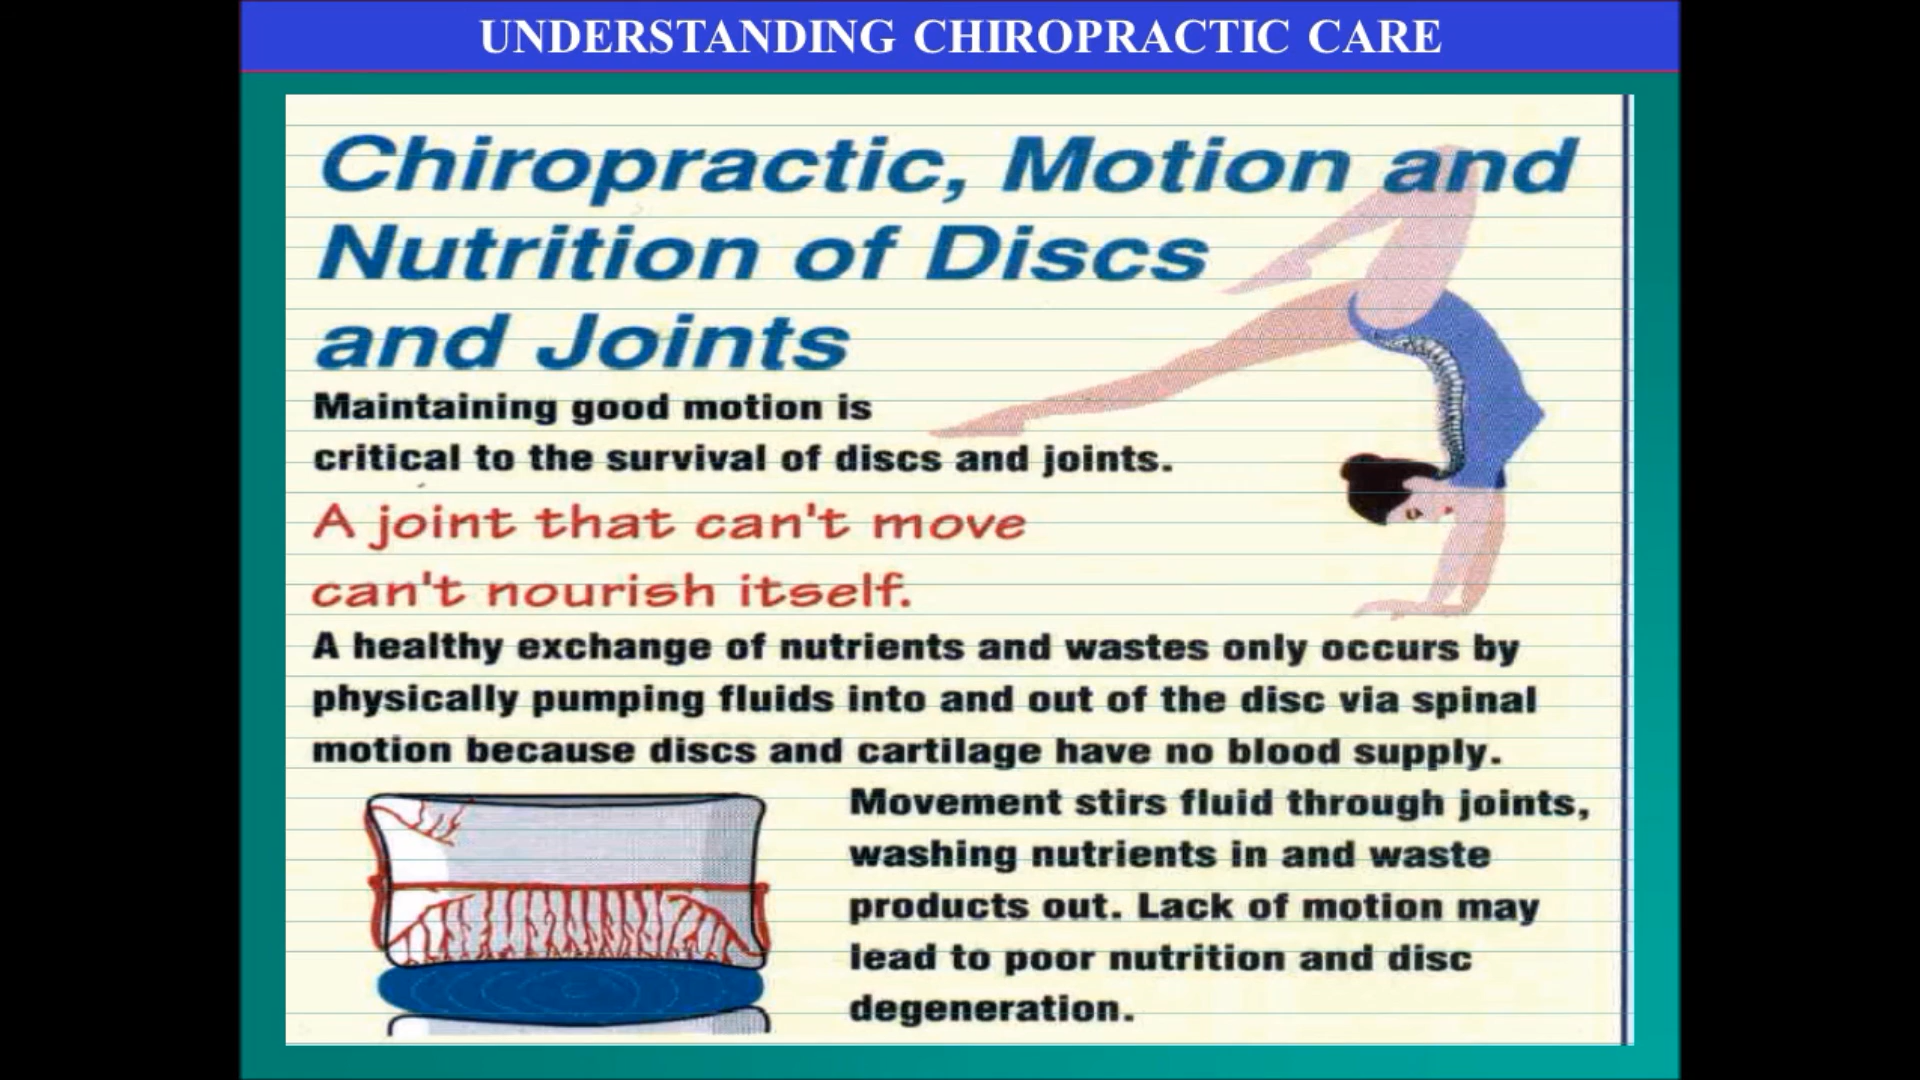 UNDERSTANDING CHIROPRACTIC CARE
Chiropractic, Motion and
Nutrition of Discs
and Joints
Maintaining good motion is
critical to the survival of discs and joints.
A joint that can't move
can't nourish itself.
A healthy exchange of nutrients and wastes only occurs by
physically pumping fluids into and out of the disc via spinal
motion because discs and cartilage have no blood supply.
Movement stirs fluid through joints,
washing nutrients in and waste
products out. Lack of motion may
lead to poor nutrition and disc
degeneration.